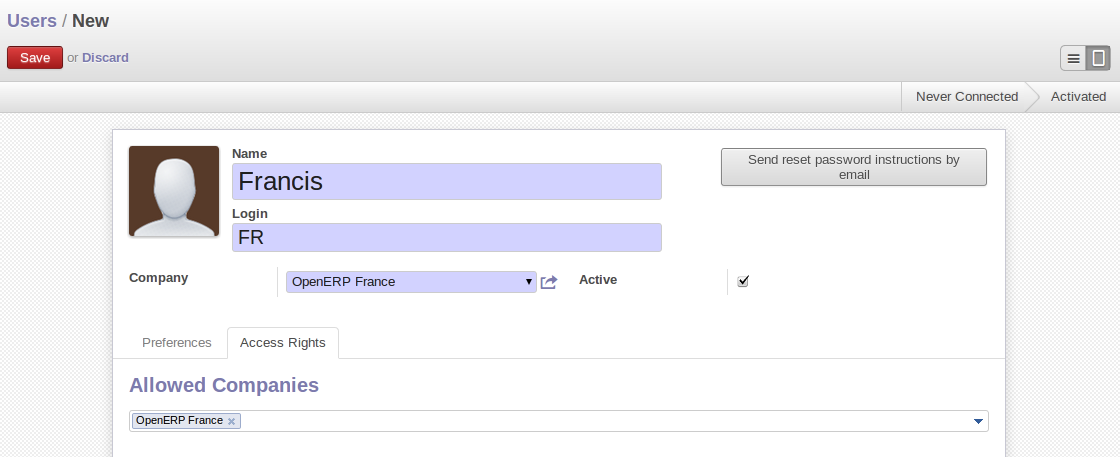 Users / New
Save or Discard
Never Connected
Activated
Name
Francis
Send reset password instructions by
email
Login
FR
Company
OpenERP France
Active
Preferences
Access Rights
Allowed Companies
OpenERP France